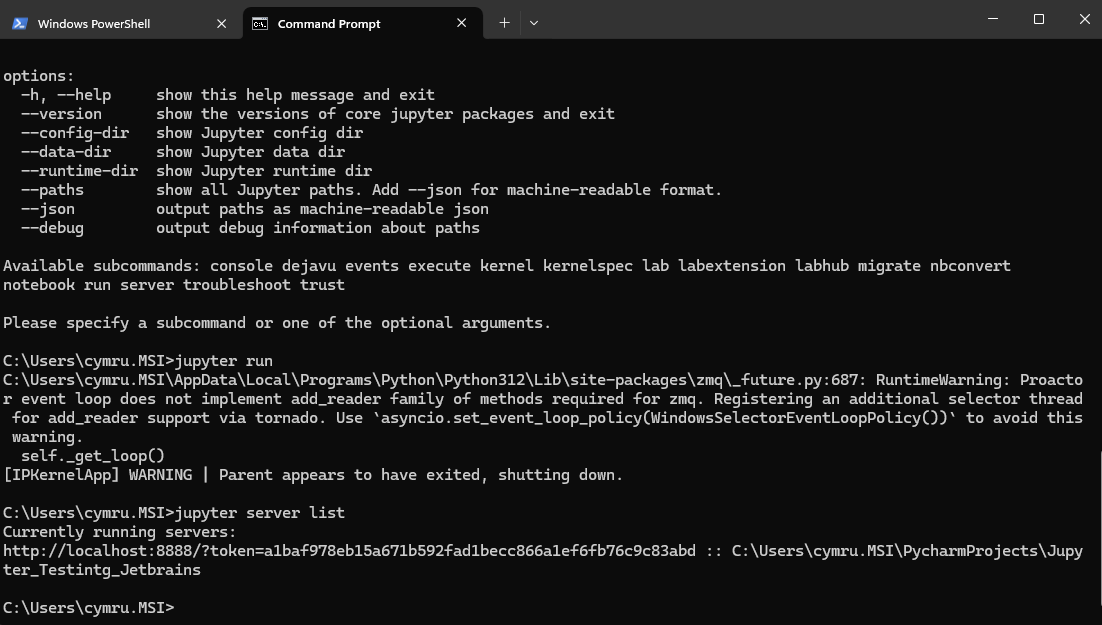 Windows PowerShell
Command Prompt
options:
  -h, --help     show this help message and exit
  --version      show the versions of core jupyter packages and exit
  --config-dir   show Jupyter config dir
  --data-dir     show Jupyter data dir
  --runtime-dir  show Jupyter runtime dir
  --paths        show all Jupyter paths. Add --json for machine-readable format.
  --json         output paths as machine-readable json
  --debug        output debug information about paths
Available subcommands: console dejavu events execute kernel kernelspec lab labextension labhub migrate nbconvert
notebook run server troubleshoot trust
Please specify a subcommand or one of the optional arguments.
C:\Users\cymru.MSI>jupyter run
C:\Users\cymru.MSI\AppData\Local\Programs\Python\Python312\Lib\site-packages\zmq\_future.py:687: RuntimeWarning: Proacto
r event loop does not implement add_reader family of methods required for zmq. Registering an additional selector thread
 for add_reader support via tornado. Use `asyncio.set_event_loop_policy(WindowsSelectorEventLoopPolicy())` to avoid this
 warning.
  self._get_loop()
[IPKernelApp] WARNING | Parent appears to have exited, shutting down.
C:\Users\cymru.MSI>jupyter server list
Currently running servers:
http://localhost:8888/?token=a1baf978eb15a671b592fad1becc866a1ef6fb76c9c83abd :: C:\Users\cymru.MSI\PycharmProjects\Jupy
ter_Testintg_Jetbrains
C:\Users\cymru.MSI>